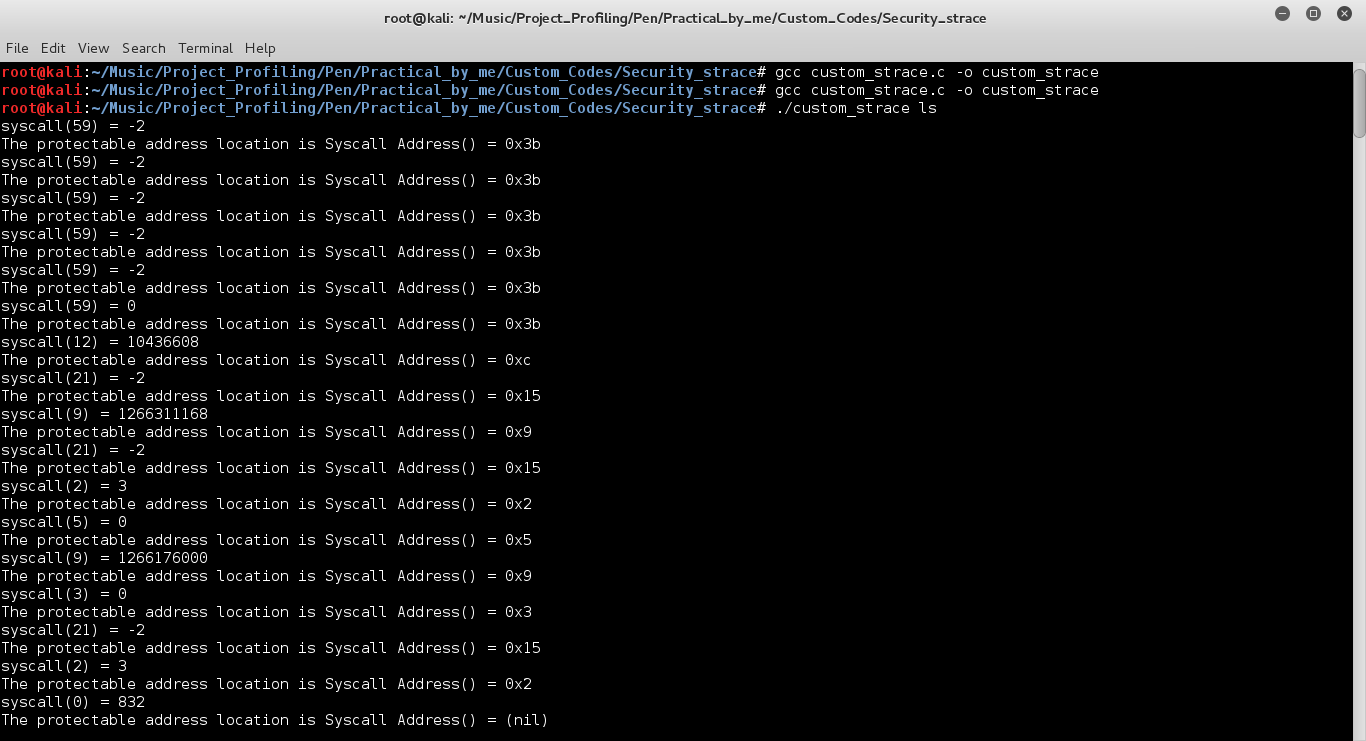 root@kali: ~/Music/Project_Profiling/Pen/Practical_by_me/Custom_Codes/Security_strace
File Edit View Search Terminal Help
root@kali:~/Music/Project_Profiling/Pen/Practical_by_me/Custom_Codes/Security_strace# gcc custom_strace.c -o custom_strace
root@kali:~/Music/Project_Profiling/Pen/Practical_by_me/Custom_Codes/Security_strace# gcc custom_strace.c -o custom_strace
root@kali:~/Music/Project_Profiling/Pen/Practical_by_me/Custom_Codes/Security_strace# ./custom_strace ls
syscall(59) = -2
The protectable address location is Syscall Address() = 0x3b
syscall(59) = -2
The protectable address location is Syscall Address() = 0x3b
syscall(59) = -2
The protectable address location is Syscall Address() = 0x3b
syscall(59) = -2
The protectable address location is Syscall Address() = 0x3b
syscall(59) = -2
The protectable address location is Syscall Address() = 0x3b
syscall(59) = 0
The protectable address location is Syscall Address() = 0x3b
syscall(12) = 10436608
The protectable address location is Syscall Address() = 0xc
syscall(21) = -2
The protectable address location is Syscall Address() = 0x15
syscall(9) = 1266311168
The protectable address location is Syscall Address() = 0x9
syscall(21) = -2
The protectable address location is Syscall Address() = 0x15
syscall(2) = 3
The protectable address location is Syscall Address() = 0x2
syscall(5) = 0
The protectable address location is Syscall Address() = 0x5
syscall(9) = 1266176000
The protectable address location is Syscall Address() = 0x9
syscall(3) = 0
The protectable address location is Syscall Address() = 0x3
syscall(21) = -2
The protectable address location is Syscall Address() = 0x15
syscall(2) = 3
The protectable address location is Syscall Address() = 0x2
syscall(0) = 832
The protectable address location is Syscall Address() = (nil)